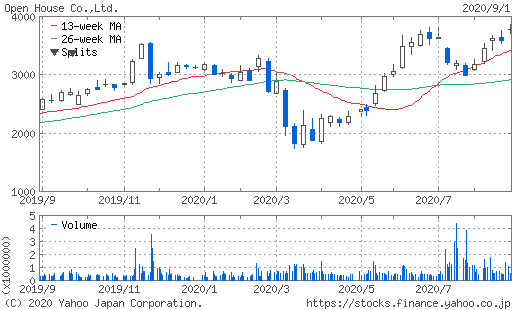 Open House Co.,Ltd. 2020/9/1
4000
13-week MA
26-week MA
Splits
3000
2000
1000
2019/9 2019/11 2020/1 2020/3 2020/5 2020/7
5
Volume
4
3
2
1
0
(x1000000)
2019/9 2019/11 2020/1 2020/3 2020/5 2020/7
(C) 2020 Yahoo Japan Corporation. https://stocks.finance.yahoo.co.jp/